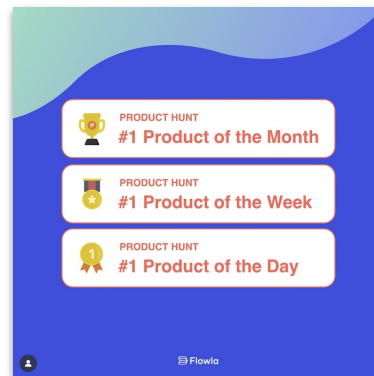 PRODUCT HUNT
#1 Product of the Month
PRODUCT HUNT
#1 Product of the Week
PRODUCT HUNT
1
#1 Product of the Day
Flowla